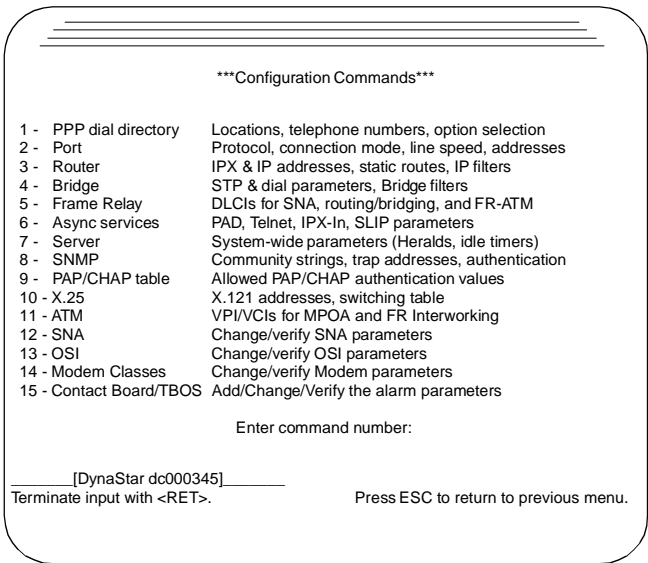 ***Configuration Commands***
1 - PPP dial directory Locations, telephone numbers, option selection
2 - Port Protocol, connection mode, line speed, addresses
3 - Router IPX & IP addresses, static routes, IP filters
4 - Bridge STP & dial parameters, Bridge filters
5 - Frame Relay DLCIs for SNA, routing/bridging, and FR-ATM
6 - Async services PAD, Telnet, IPX-In, SLIP parameters
7 - Server System-wide parameters (Heralds, idle timers)
8 - SNMP Community strings, trap addresses, authentication
9 - PAP/CHAP table Allowed PAP/CHAP authentication values
10 - X.25 X.121 addresses, switching table
11 - ATM VPI/VCIs for MPOA and FR Interworking
12 - SNA Change/verify SNA parameters
13 - OSI Change/verify OSI parameters
14 - Modem Classes Change/verify Modem parameters
15 - Contact Board/TBOS Add/Change/Verify the alarm parameters
Enter command number:
_______[DynaStar dc000345]_______
Terminate input with <RET>. Press ESC to return to previous menu.